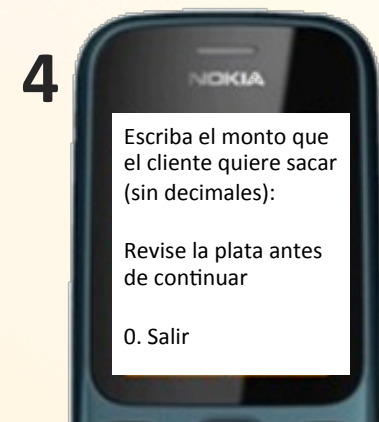 4
NOKIA
Escriba el monto que
el cliente quiere sacar
(sin decimales):
Revise la plata antes
de continuar
0. Salir